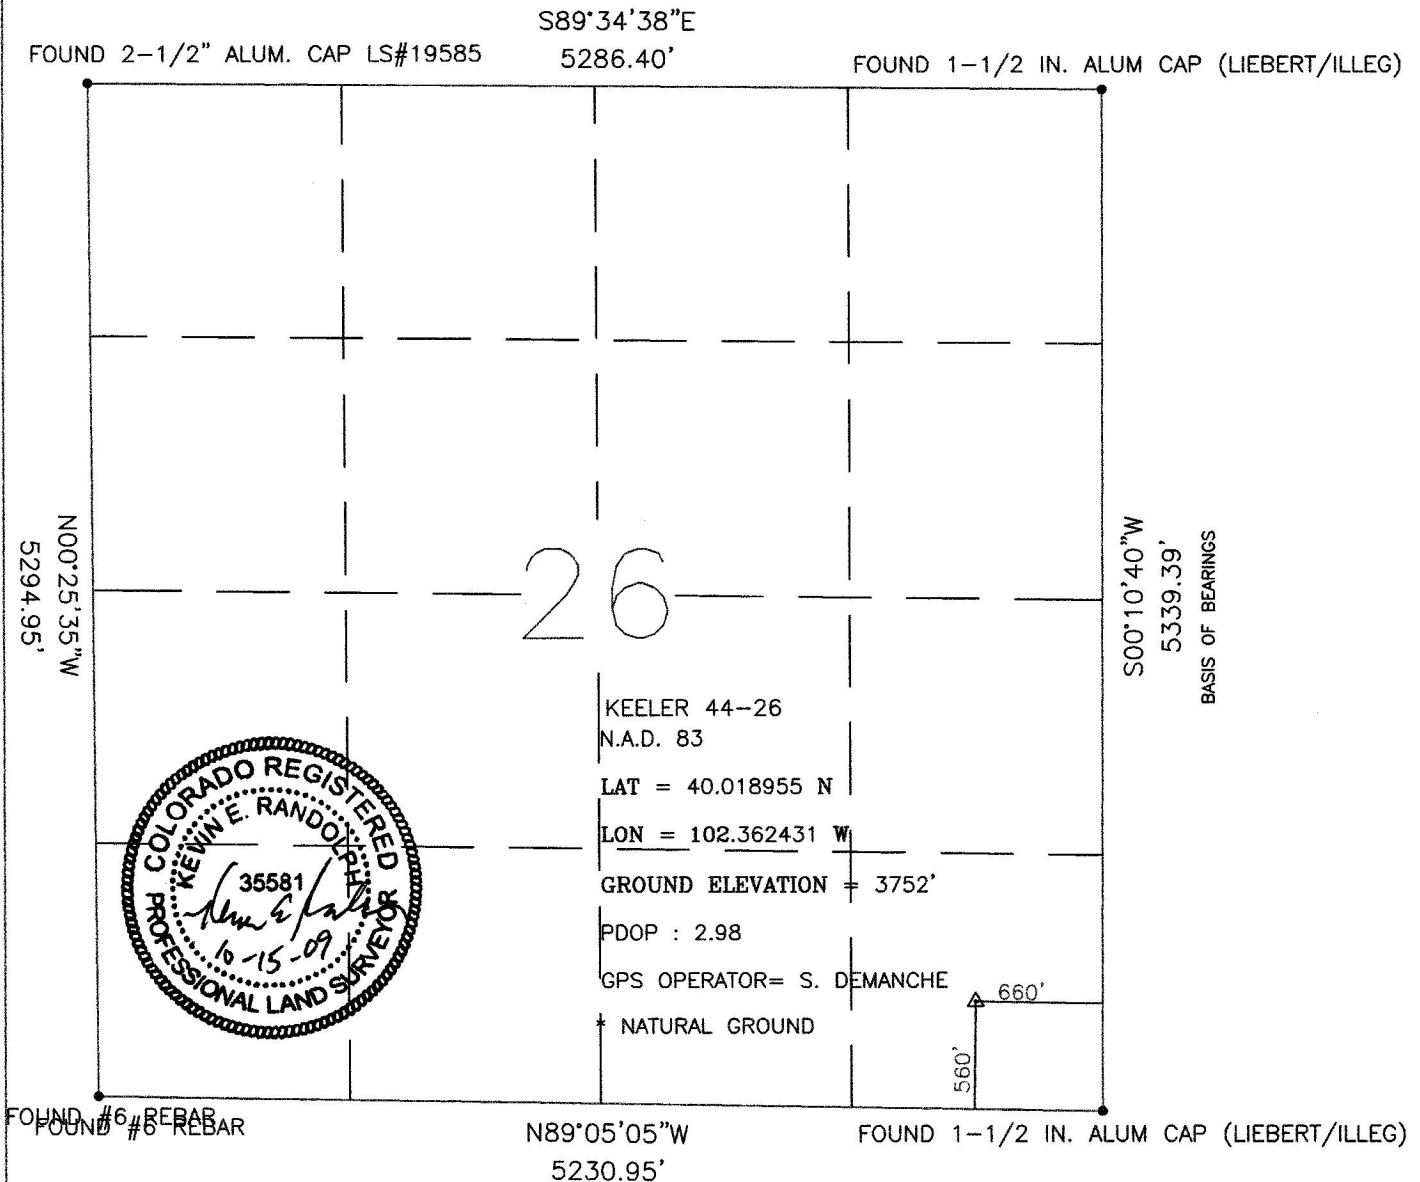 S89°34'38"E
5286.40'
FOUND 2-1/2" ALUM. CAP LS#19585
FOUND 1-1/2 IN. ALUM CAP (LIEBERT/ILLEG)
N00°25'35"W
5294.95'
26
S00°10'40"W
5339.39'
BASIS OF BEARINGS
KEELER 44-26
N.A.D. 83
LAT = 40.018955 N
LON = 102.362431 W
GROUND ELEVATION = 3752'
PDOP : 2.98
GPS OPERATOR= S. DEMANCHE
* NATURAL GROUND
COLORADO REGISTERED
KEVIN E. RANDOLPH
35581
10-15-09
PROFESSIONAL LAND SURVEYOR
660'
560'
FOUND #6 REBAR
FOUND #6 REBAR
N89°05'05"W
5230.95'
FOUND 1-1/2 IN. ALUM CAP (LIEBERT/ILLEG)